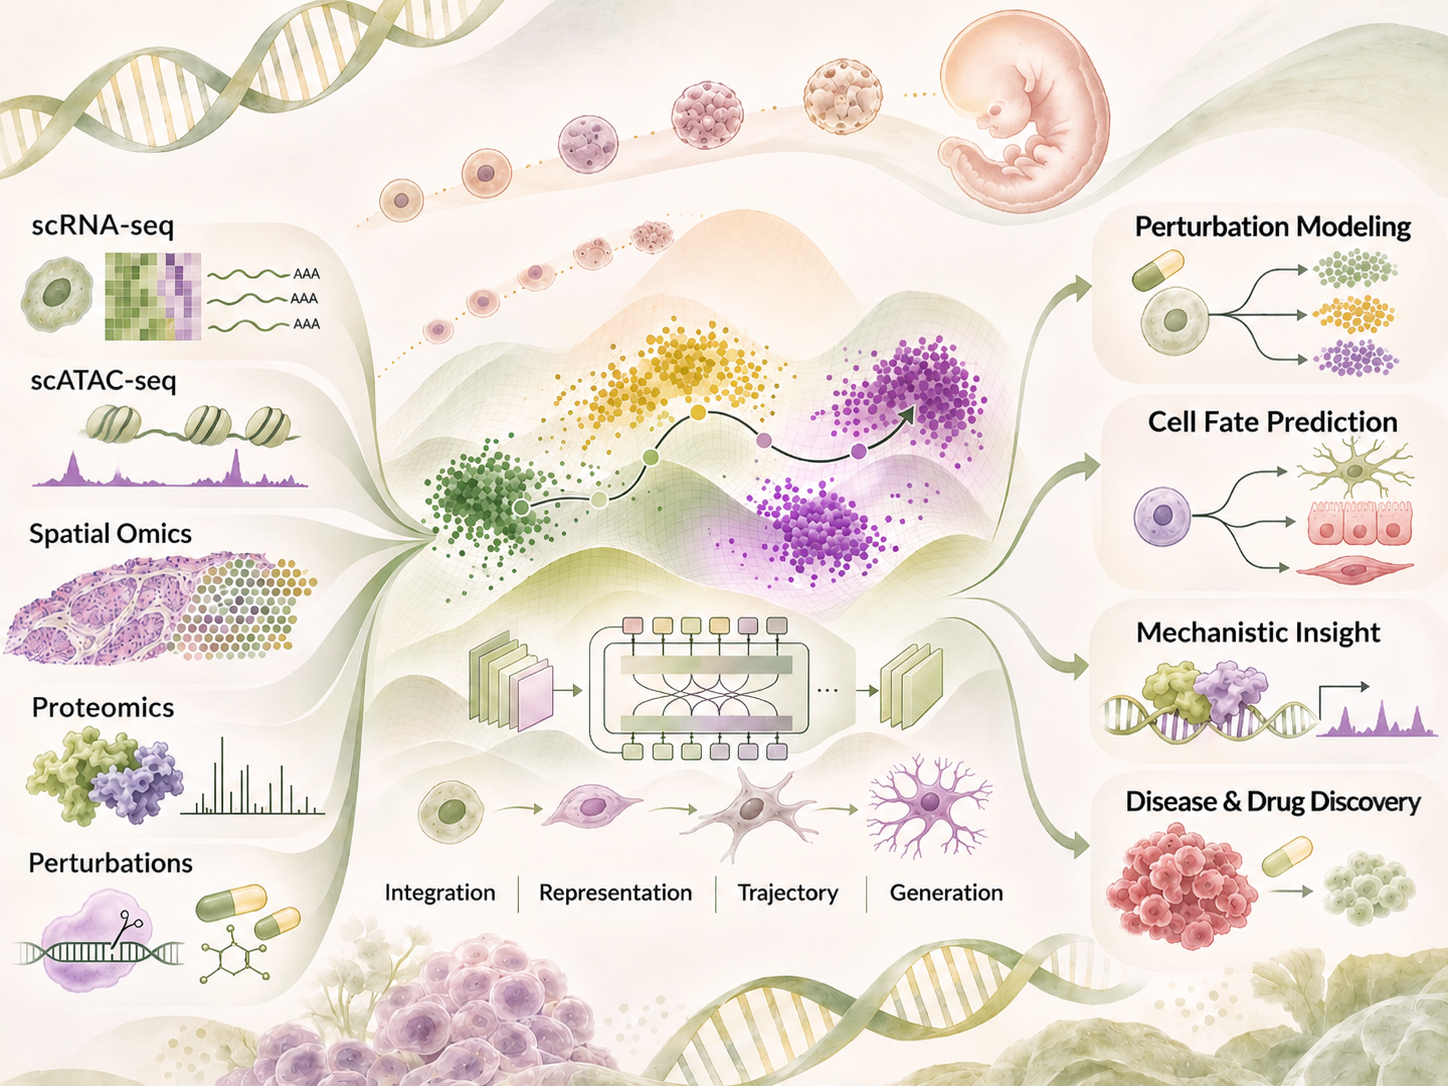 scRNA-seq
AAA
AAA
AAA
scATAC-seq
Spatial Omics
Proteomics
Perturbations
Integration
Representation
Trajectory
Generation
Perturbation Modeling
Cell Fate Prediction
Mechanistic Insight
Disease & Drug Discovery